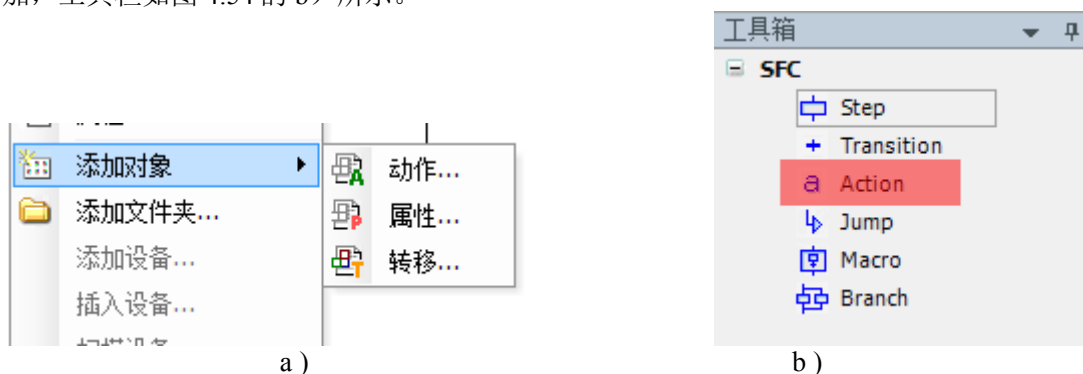 加，工具栏如图 4.54 的 b）所示。
工具箱
SFC
Step
Transition
Action
Jump
Macro
Branch
添加对象
动作...
添加文件夹...
属性...
添加设备...
转移...
插入设备...
a )
b )